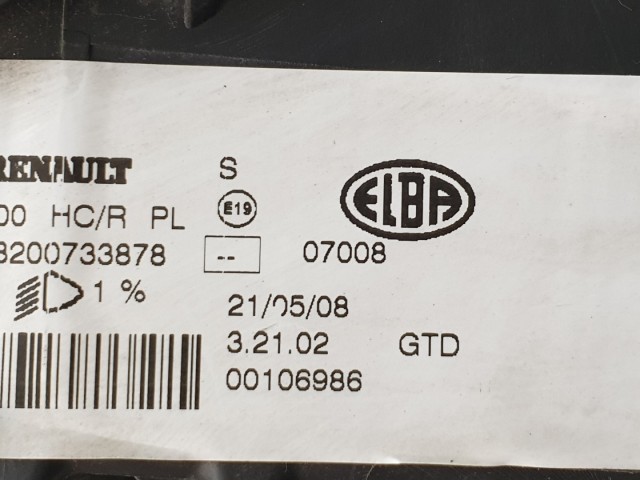 RENAULT S
ELBA
00 HC/R PL E19
8200733878 -- 07008
1 %
21/05/08
3.21.02 GTD
00106986